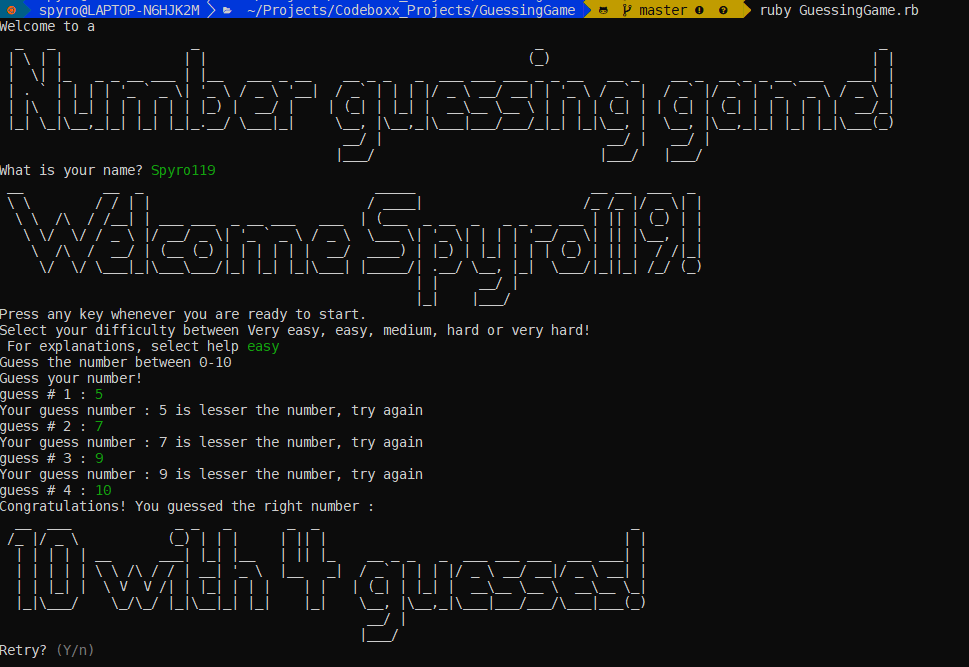 spyro@LAPTOP-N6HJK2M ~/Projects/Codeboxx_Projects/GuessingGame master ruby GuessingGame.rb
Welcome to a
Number guessing game!
What is your name? Spyro119
Welcome Spyro119!
Press any key whenever you are ready to start.
Select your difficulty between Very easy, easy, medium, hard or very hard!
For explanations, select help easy
Guess the number between 0-10
Guess your number!
guess # 1 : 5
Your guess number : 5 is lesser the number, try again
guess # 2 : 7
Your guess number : 7 is lesser the number, try again
guess # 3 : 9
Your guess number : 9 is lesser the number, try again
guess # 4 : 10
Congratulations! You guessed the right number :
10 with 4 guesses!
Retry? (Y/n)